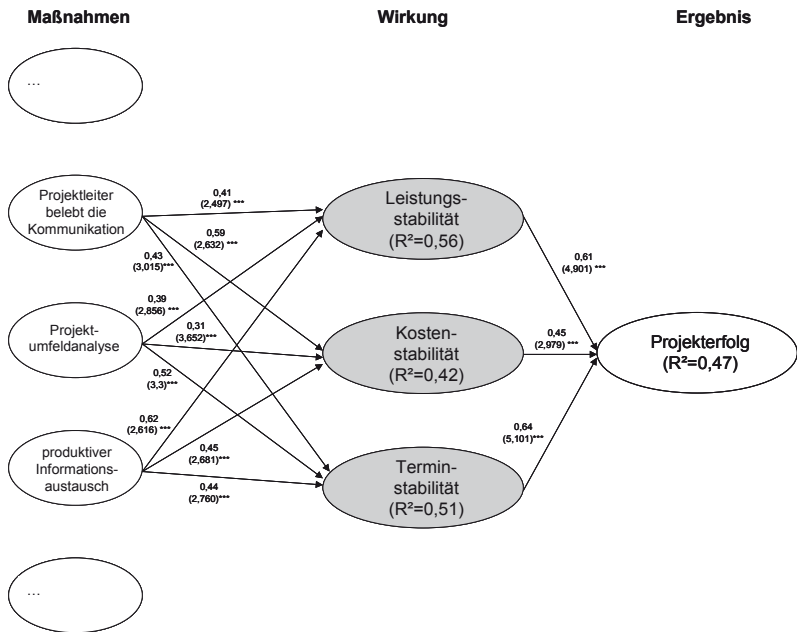 Maßnahmen
Wirkung
Ergebnis
...
Projektleiter
belebt die
Kommunikation
0,41
(2,497) ***
0,59
(2,632) ***
0,43
(3,015)***
Leistungs-
stabilität
(R²=0,56)
0,61
(4,901) ***
Projekt-
umfeldanalyse
0,39
(2,856) ***
0,31
(3,652)***
0,52
(3,3)***
Kosten-
stabilität
(R²=0,42)
0,45
(2,979) ***
Projekterfolg
(R²=0,47)
produktiver
Informations-
austausch
0,62
(2,616) ***
0,45
(2,681)***
0,44
(2,760)***
Termin-
stabilität
(R²=0,51)
0,64
(5,101)***
...